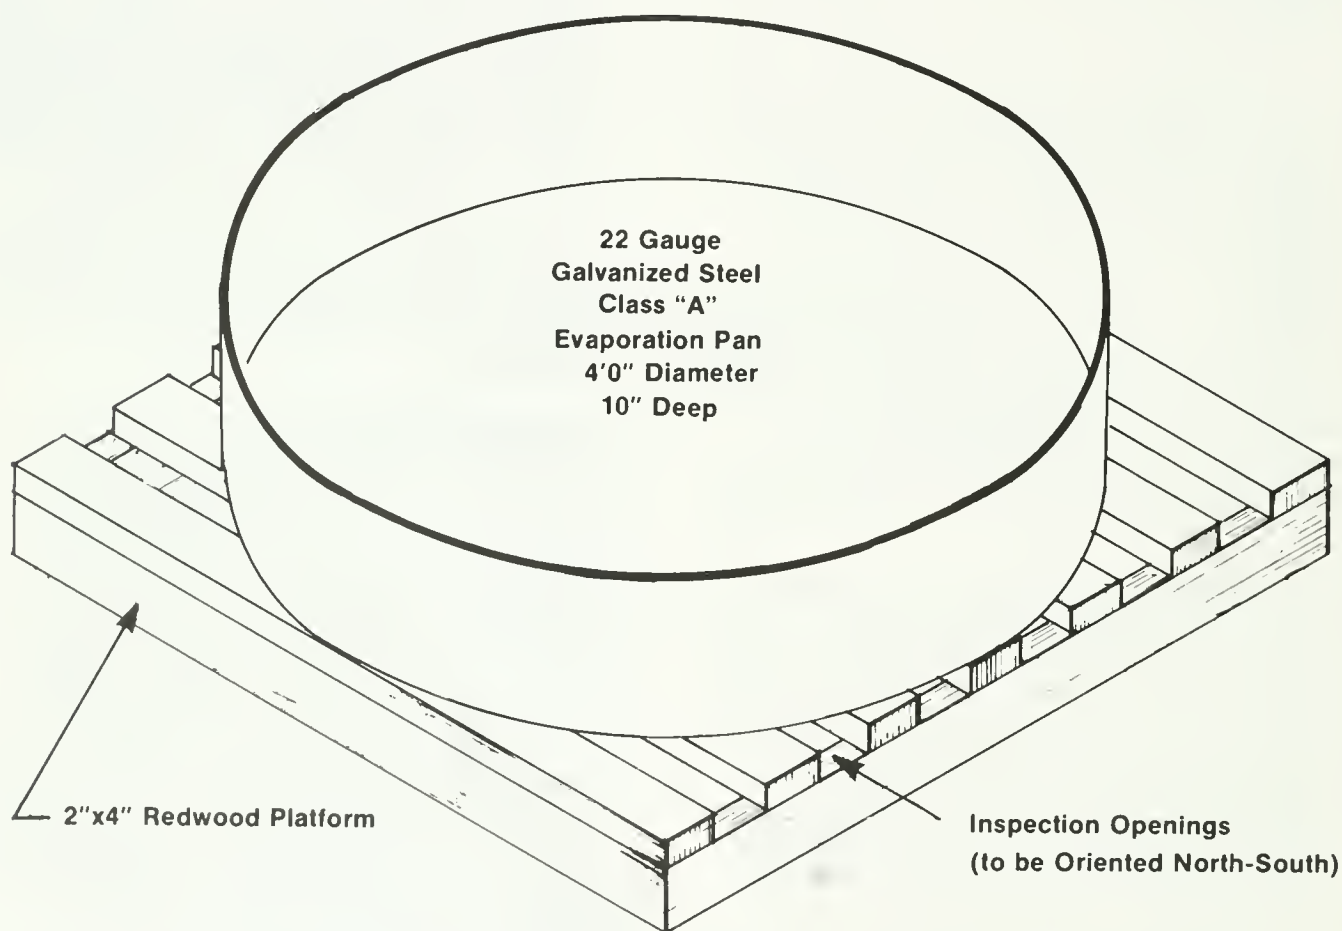 22 Gauge
Galvanized Steel
Class “A”
Evaporation Pan
4'0" Diameter
10" Deep
2"x4" Redwood Platform
Inspection Openings
(to be Oriented North-South)